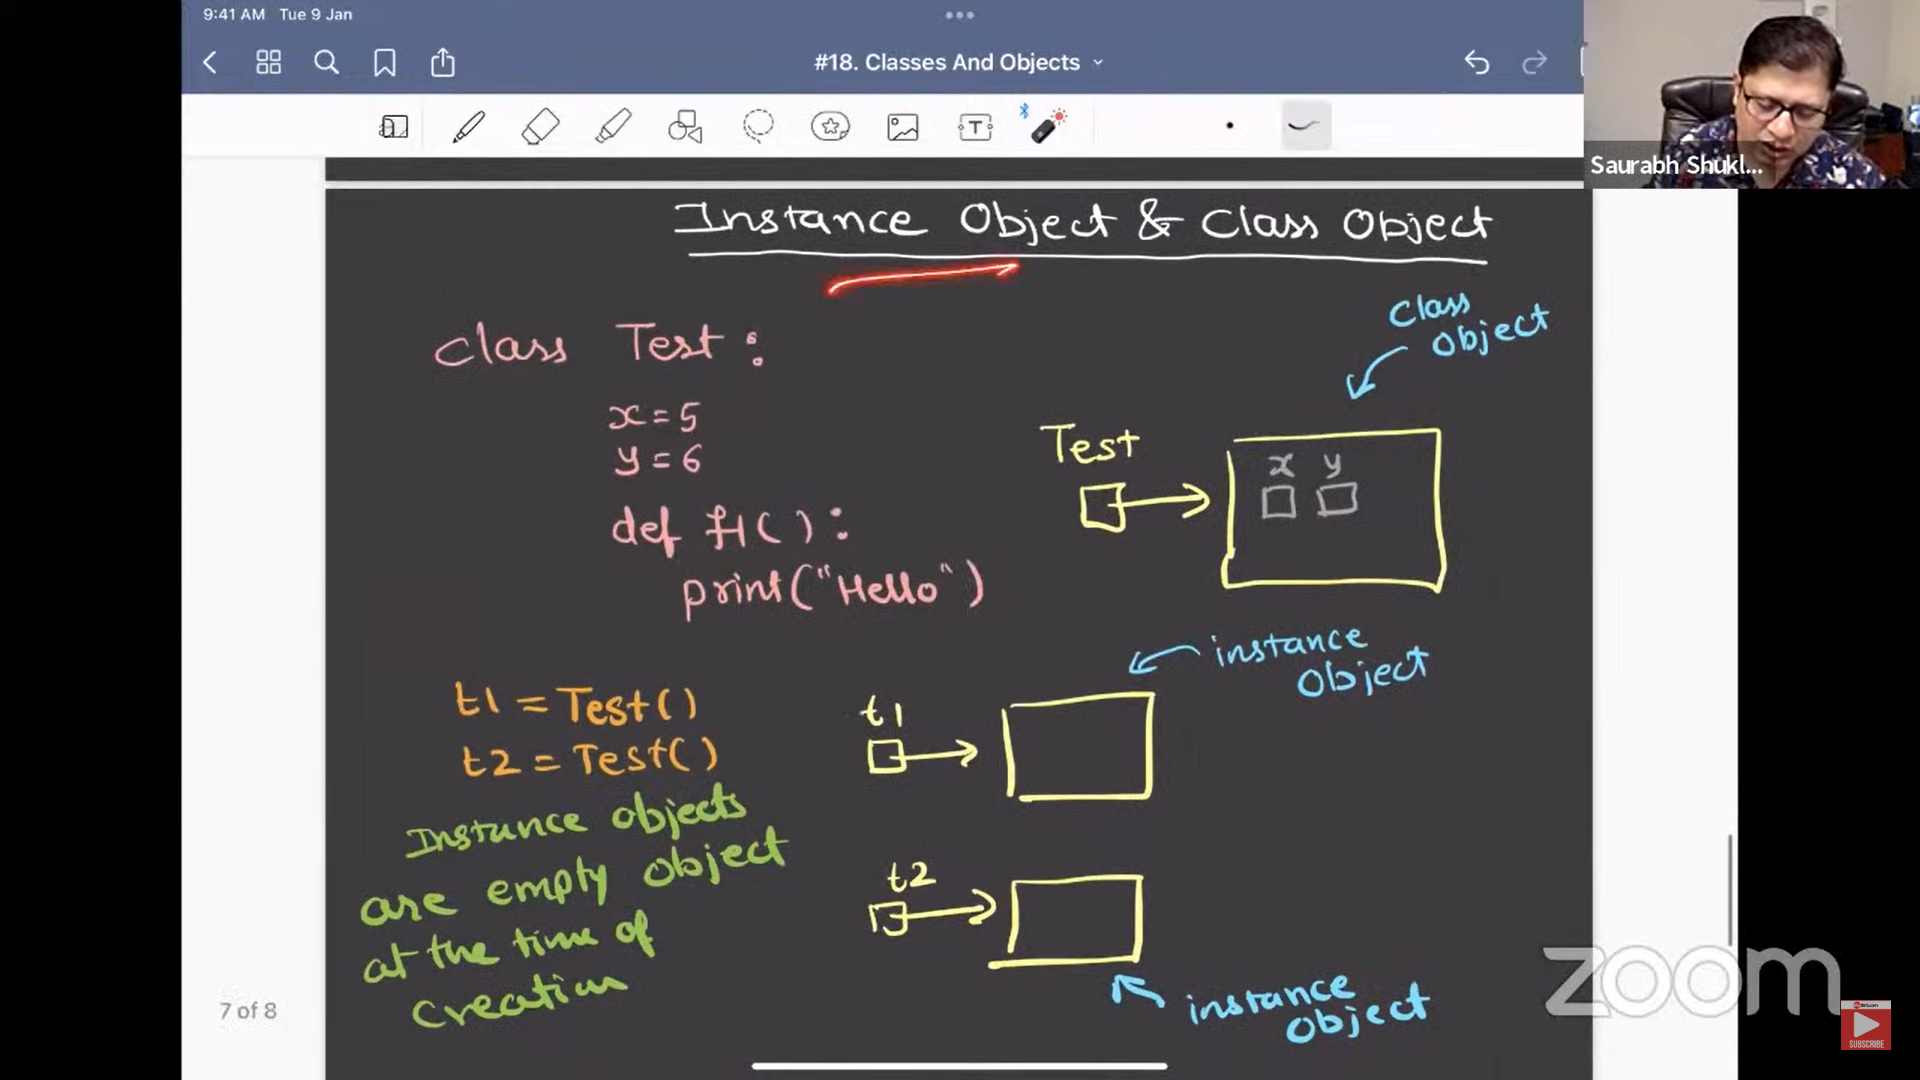 9:41 AM Tue 9 Jan
#18. Classes And Objects
T
Saurabh Shukl...
Instance Object & Class Object
class Test :
x = 5
y = 6
def f1( ) :
print("Hello")
Class
Object
Test
x y
instance
Object
t1 = Test( )
t2 = Test( )
t1
Instance objects
are empty object
at the time of
creation
t2
instance
object
7 of 8
zoom
SUBSCRIBE